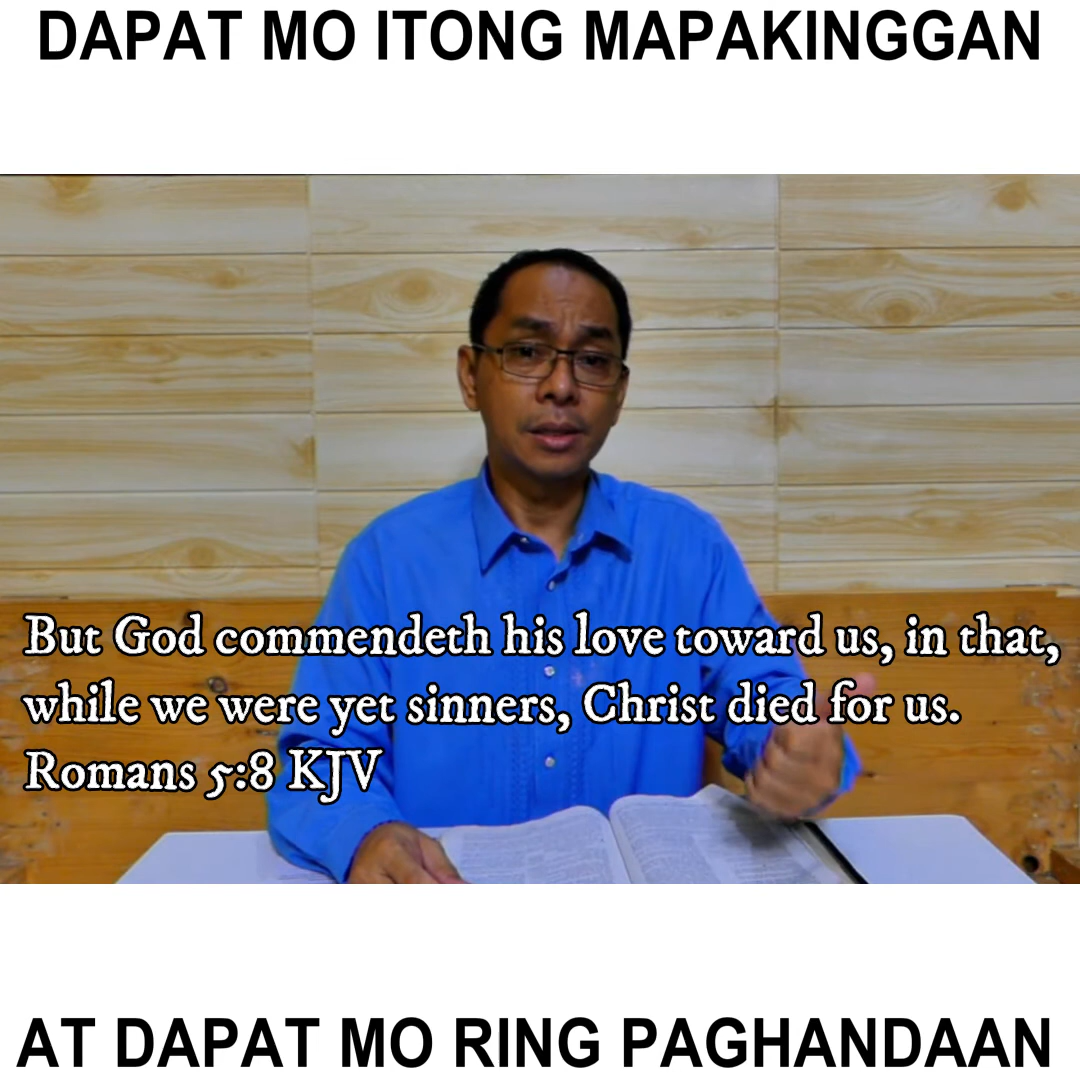 DAPAT MO ITONG MAPAKINGGAN
But God commendeth his love toward us, in that,
while we were yet sinners, Christ died for us.
Romans 5:8 KJV
AT DAPAT MO RING PAGHANDAAN